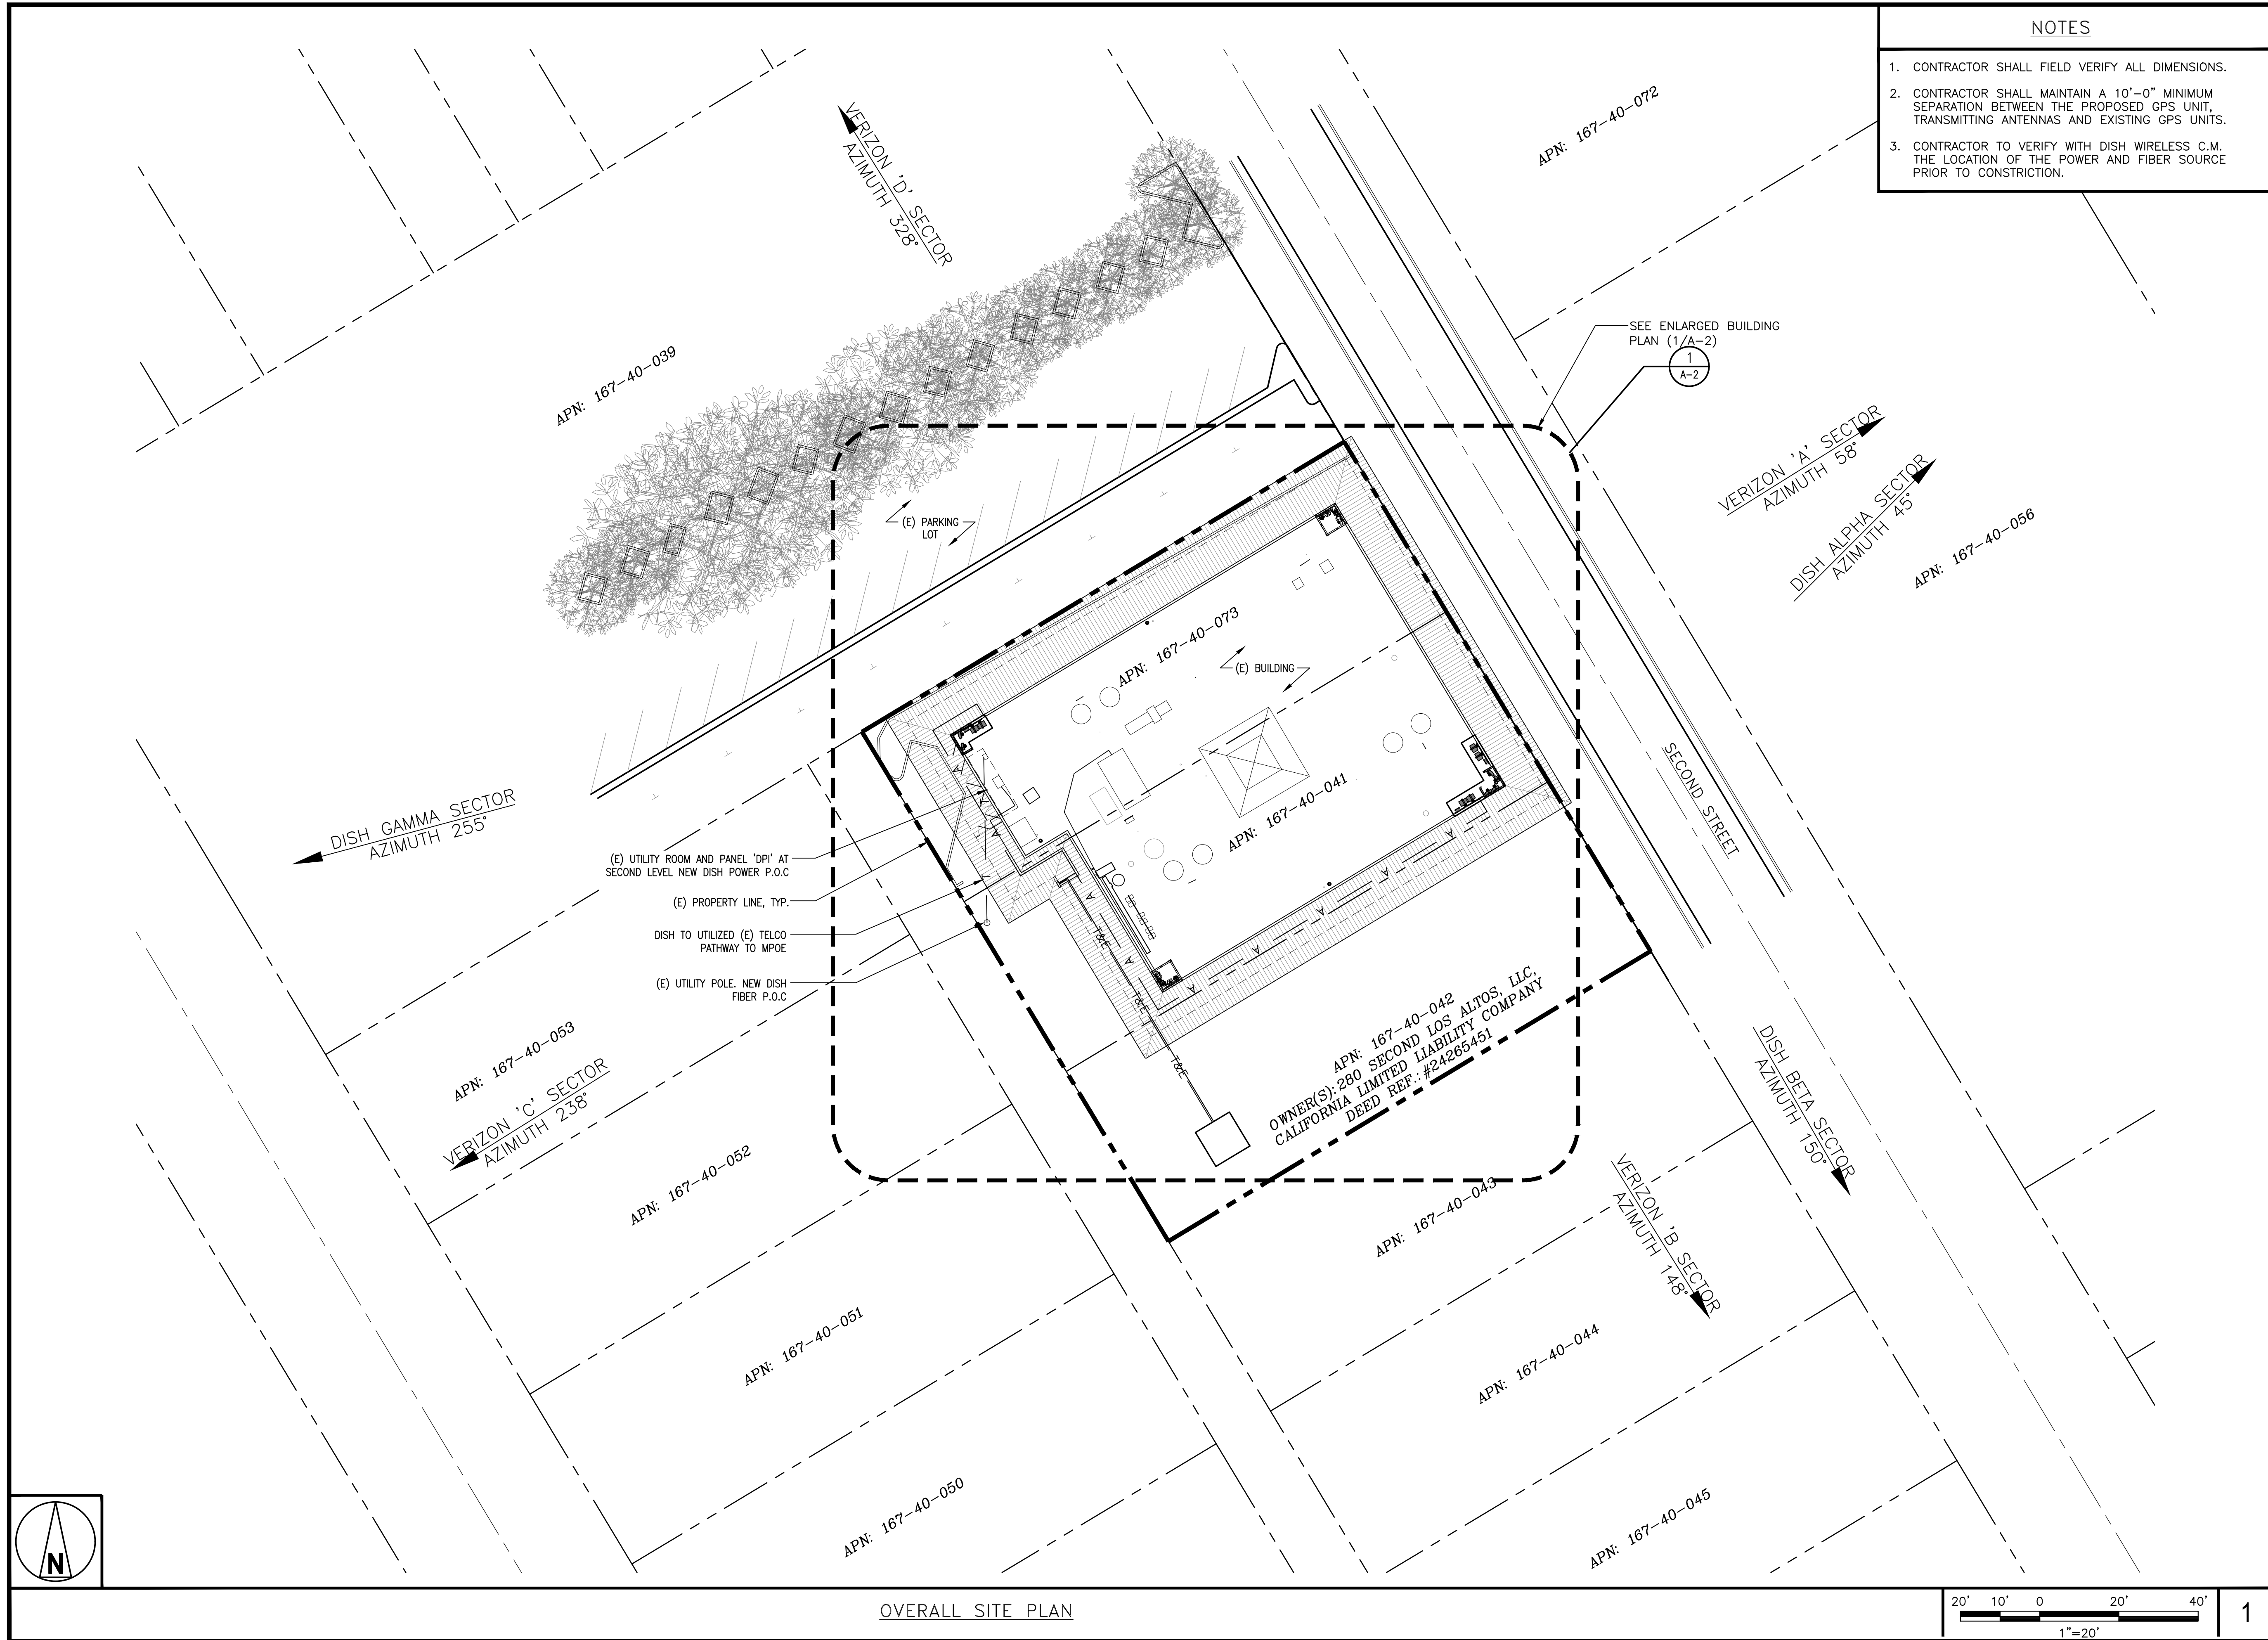 NOTES
1. CONTRACTOR SHALL FIELD VERIFY ALL DIMENSIONS.
2. CONTRACTOR SHALL MAINTAIN A 10'-0" MINIMUM
SEPARATION BETWEEN THE PROPOSED GPS UNIT,
TRANSMITTING ANTENNAS AND EXISTING GPS UNITS.
3. CONTRACTOR TO VERIFY WITH DISH WIRELESS C.M.
THE LOCATION OF THE POWER AND FIBER SOURCE
PRIOR TO CONSTRICTION.
VERIZON 'D' SECTOR
AZIMUTH 328°
APN: 167-40-072
SEE ENLARGED BUILDING
PLAN (1/A-2)
1
A-2
APN: 167-40-039
VERIZON 'A' SECTOR
AZIMUTH 58°
DISH ALPHA SECTOR
AZIMUTH 45°
APN: 167-40-056
(E) PARKING
LOT
APN: 167-40-073
(E) BUILDING
APN: 167-40-041
SECOND STREET
DISH GAMMA SECTOR
AZIMUTH 255°
(E) UTILITY ROOM AND PANEL 'DPI' AT
SECOND LEVEL NEW DISH POWER P.O.C
(E) PROPERTY LINE, TYP.
DISH TO UTILIZED (E) TELCO
PATHWAY TO MPOE
(E) UTILITY POLE. NEW DISH
FIBER P.O.C
A
A
A
A
A
A
A
A
A
T&E
T&E
T&E
APN: 167-40-042
OWNER(S): 280 SECOND LOS ALTOS, LLC,
CALIFORNIA LIMITED LIABILITY COMPANY
DEED REF.: #24265451
APN: 167-40-053
VERIZON 'C' SECTOR
AZIMUTH 238°
DISH BETA SECTOR
AZIMUTH 150°
APN: 167-40-052
APN: 167-40-043
VERIZON 'B SECTOR
AZIMUTH 148°
APN: 167-40-051
APN: 167-40-044
APN: 167-40-050
APN: 167-40-045
N
OVERALL SITE PLAN
20' 10' 0 20' 40'
1"=20'
1